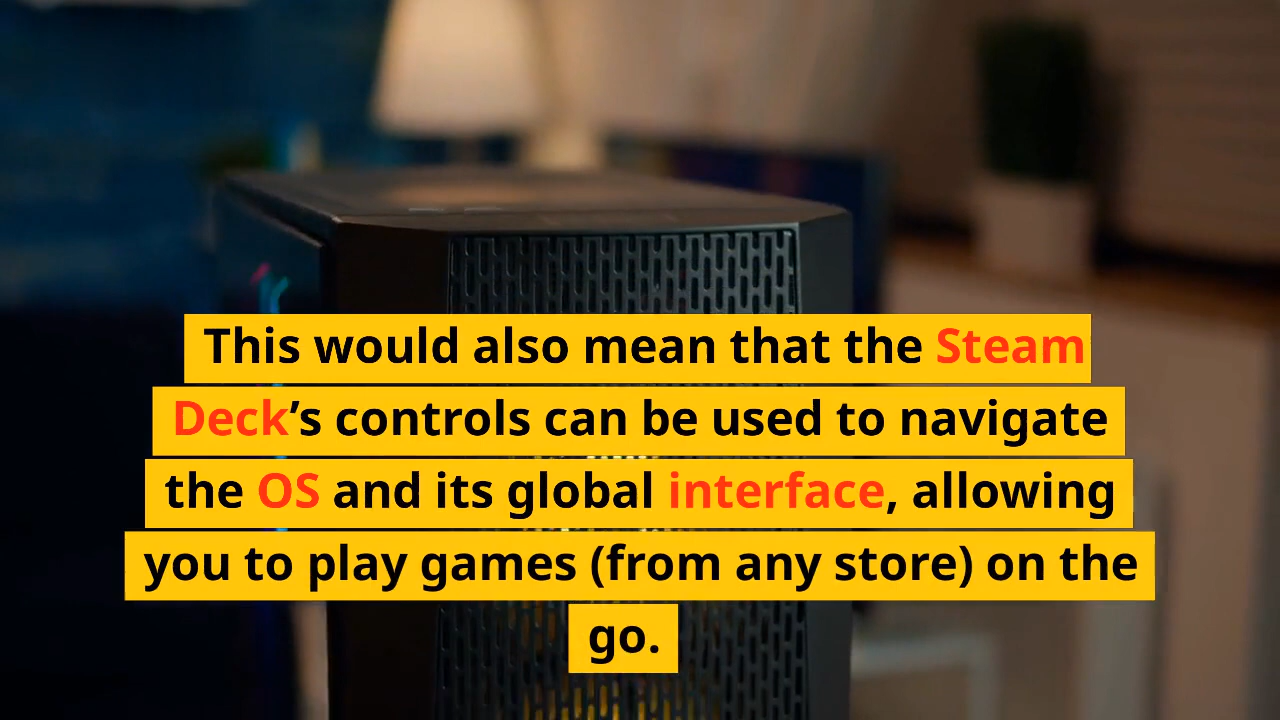 This would also mean that the Steam
Deck’s controls can be used to navigate
the OS and its global interface, allowing
you to play games (from any store) on the
go.